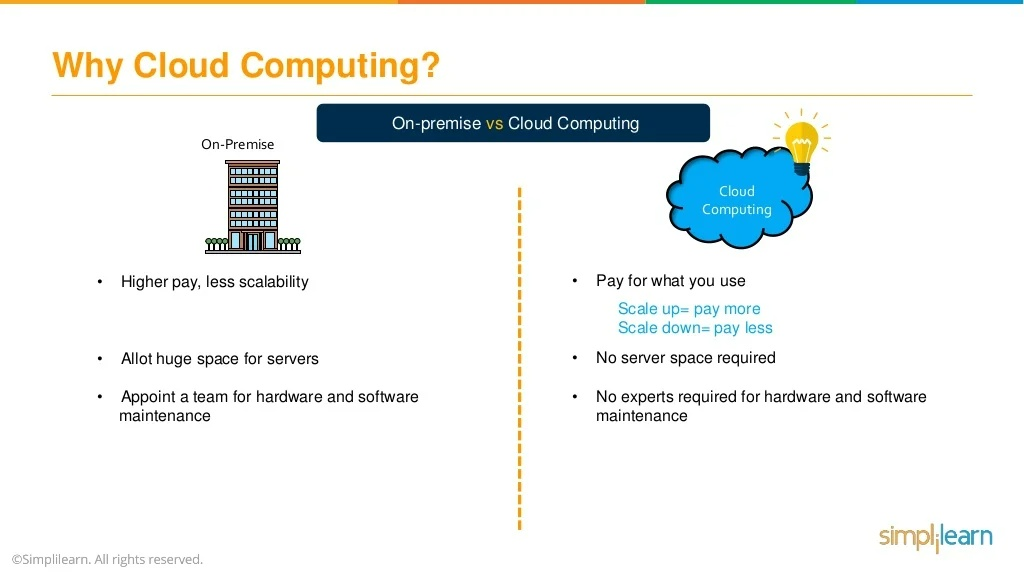 Why Cloud Computing?
On-premise vs Cloud Computing
On-Premise
Cloud
Computing
• Higher pay, less scalability
• Allot huge space for servers
• Appoint a team for hardware and software
maintenance
• Pay for what you use
Scale up= pay more
Scale down= pay less
• No server space required
• No experts required for hardware and software
maintenance
simplilearn
©Simplilearn. All rights reserved.